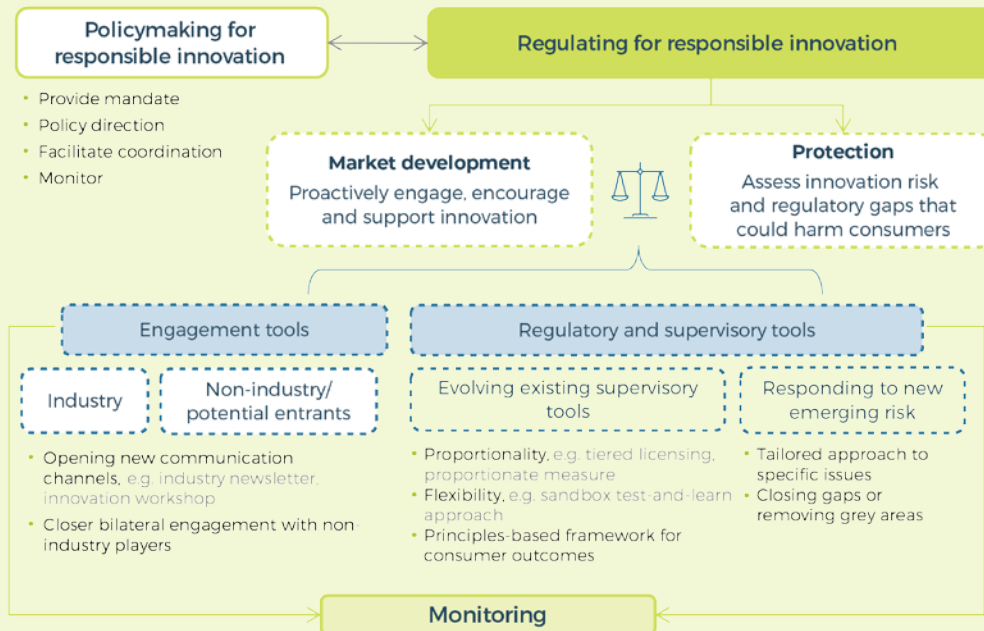 Policymaking for
responsible innovation
Regulating for responsible innovation
• Provide mandate
• Policy direction
• Facilitate coordination
• Monitor
Market development
Proactively engage, encourage
and support innovation
Protection
Assess innovation risk
and regulatory gaps that
could harm consumers
Engagement tools
Regulatory and supervisory tools
Industry
Non-industry/
potential entrants
Evolving existing supervisory
tools
Responding to new
emerging risk
• Opening new communication
channels, e.g. industry newsletter,
innovation workshop
• Closer bilateral engagement with non-
industry players
• Proportionality, e.g. tiered licensing,
proportionate measure
• Flexibility, e.g. sandbox test-and-learn
approach
• Principles-based framework for
consumer outcomes
• Tailored approach to
specific issues
• Closing gaps or
removing grey areas
Monitoring